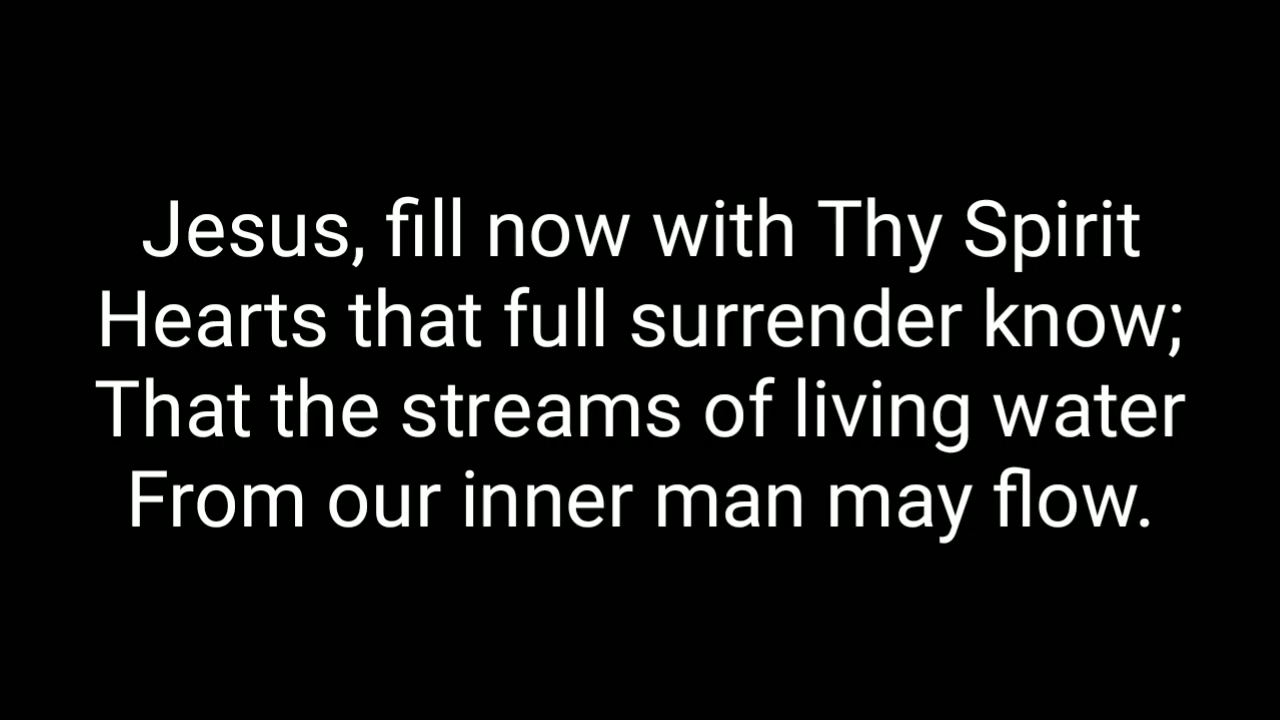 Jesus, fill now with Thy Spirit
Hearts that full surrender know;
That the streams of living water
From our inner man may flow.